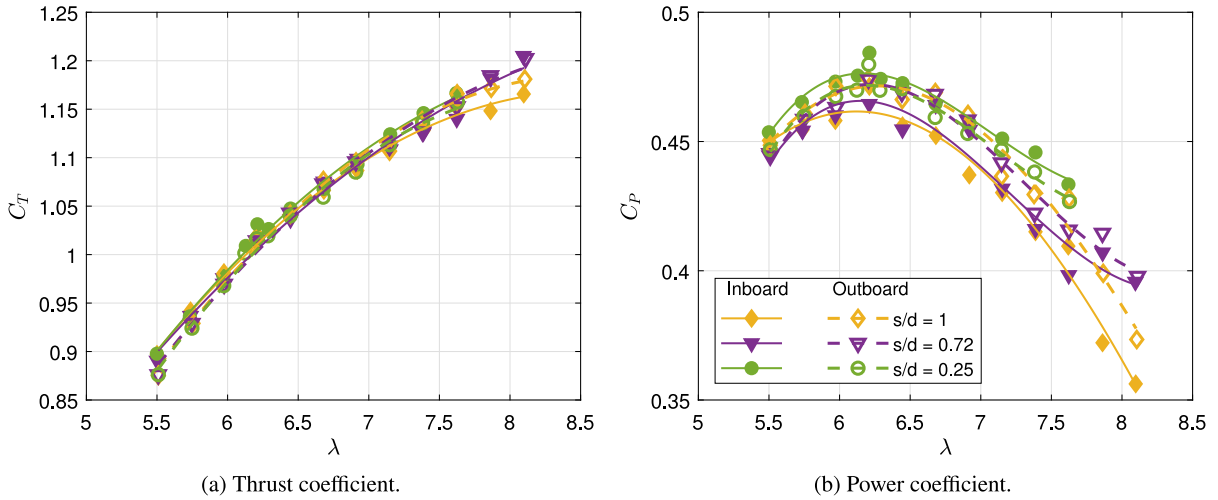 1.25
1.2
1.15
1.1
1.05
1
0.95
0.9
0.85
C_T
5 5.5 6 6.5 7 7.5 8 8.5
λ
(a) Thrust coefficient.
0.5
0.45
0.4
0.35
C_P
Inboard Outboard
s/d = 1
s/d = 0.72
s/d = 0.25
5 5.5 6 6.5 7 7.5 8 8.5
λ
(b) Power coefficient.